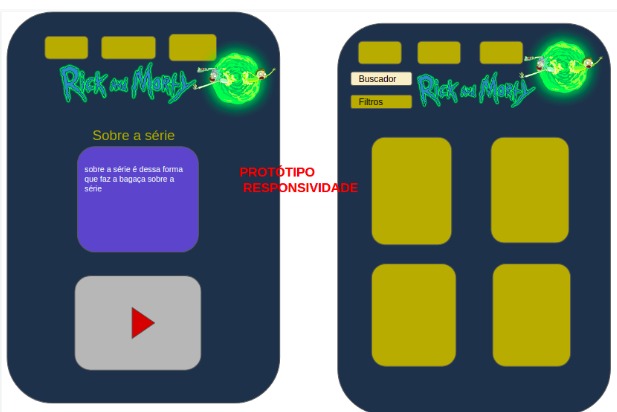 Rick and Morty
Sobre a série
sobre a série é dessa forma
que faz a bagaça sobre a
série
PROTÓTIPO
RESPONSIVIDADE
Buscador
Filtros
Rick and Morty